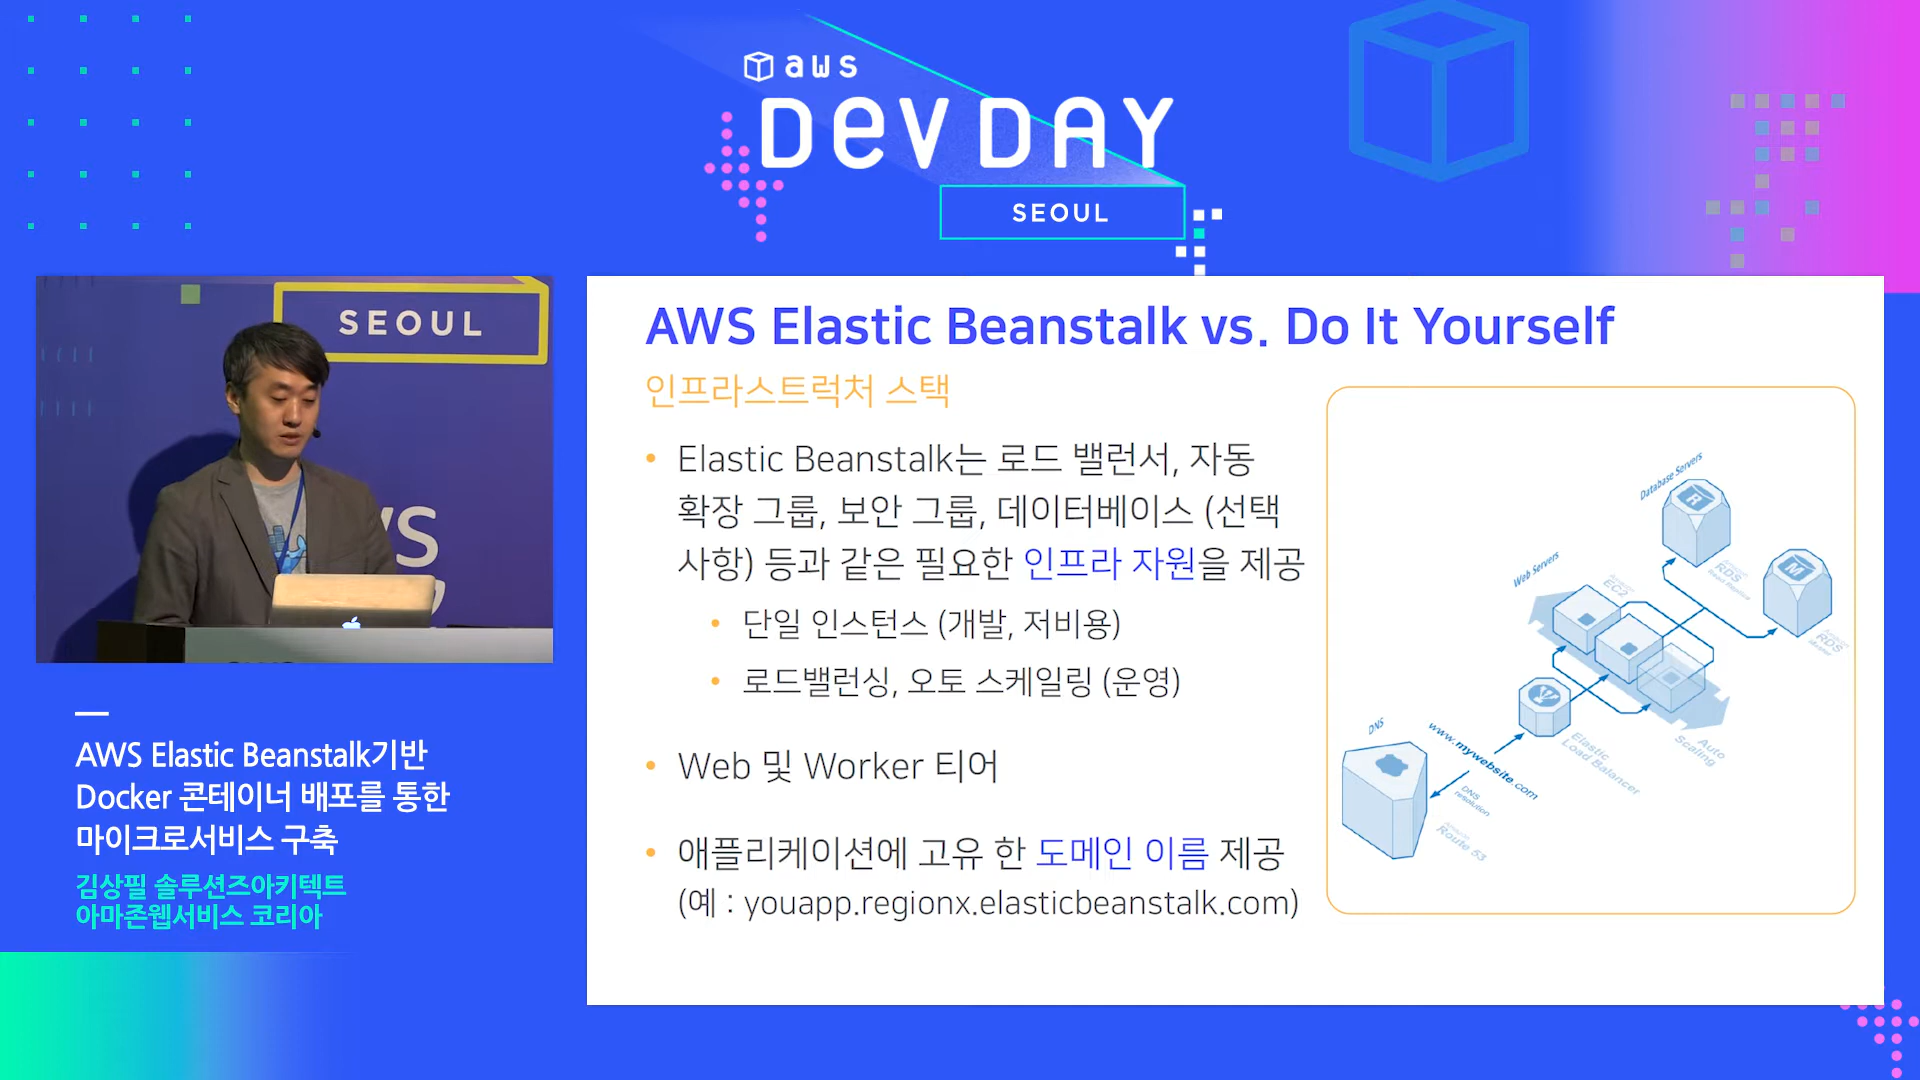 aws
DEV DAY
SEOUL
SEOUL
AWS Elastic Beanstalk기반
Docker 콘테이너 배포를 통한
마이크로서비스 구축
김상필 솔루션즈아키텍트
아마존웹서비스 코리아
AWS Elastic Beanstalk vs. Do It Yourself
인프라스트럭처 스택
• Elastic Beanstalk는 로드 밸런서, 자동
확장 그룹, 보안 그룹, 데이터베이스 (선택
사항) 등과 같은 필요한 인프라 자원을 제공
• 단일 인스턴스 (개발, 저비용)
• 로드밸런싱, 오토 스케일링 (운영)
• Web 및 Worker 티어
• 애플리케이션에 고유 한 도메인 이름 제공
(예 : youapp.regionx.elasticbeanstalk.com)
Database Servers
R
RDS
M
RDS
Web Servers
EC2
Auto
Scaling
Elastic
Load Balancer
www.mywebsite.com
DNS
DNS
resolution
Route 53